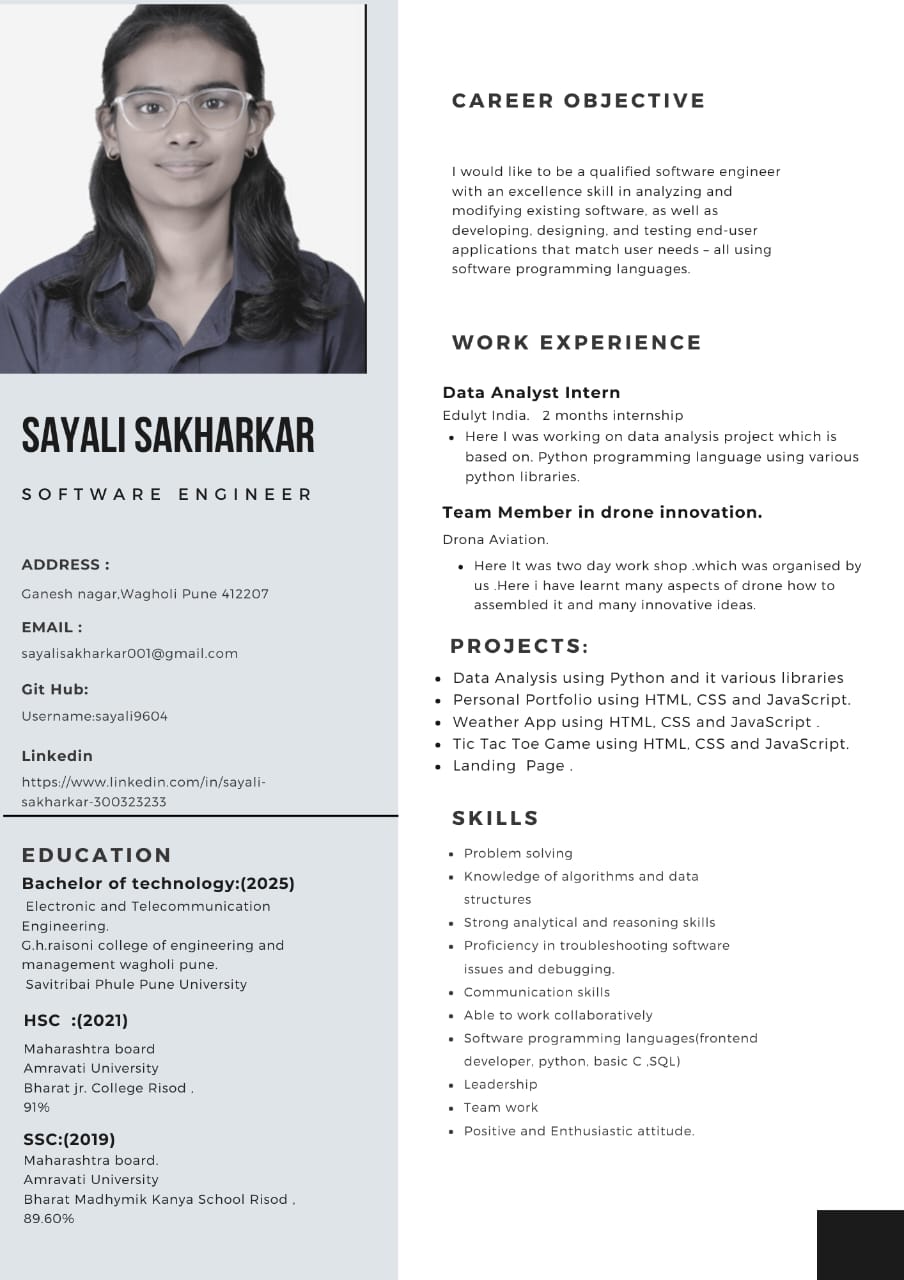 SAYALI SAKHARKAR
SOFTWARE ENGINEER
ADDRESS :
Ganesh nagar,Wagholi Pune 412207
EMAIL :
sayalisakharkar001@gmail.com
Git Hub:
Username:sayali9604
Linkedin
https://www.linkedin.com/in/sayali-
sakharkar-300323233
EDUCATION
Bachelor of technology:(2025)
Electronic and Telecommunication
Engineering.
G.h.raisoni college of engineering and
management wagholi pune.
Savitribai Phule Pune University
HSC :(2021)
Maharashtra board
Amravati University
Bharat jr. College Risod .
91%
SSC:(2019)
Maharashtra board.
Amravati University
Bharat Madhymik Kanya School Risod ,
89.60%
CAREER OBJECTIVE
I would like to be a qualified software engineer
with an excellence skill in analyzing and
modifying existing software, as well as
developing, designing, and testing end-user
applications that match user needs – all using
software programming languages.
WORK EXPERIENCE
Data Analyst Intern
Edulyt India. 2 months internship
• Here I was working on data analysis project which is
based on. Python programming language using various
python libraries.
Team Member in drone innovation.
Drona Aviation.
• Here It was two day work shop .which was organised by
us .Here i have learnt many aspects of drone how to
assembled it and many innovative ideas.
PROJECTS:
• Data Analysis using Python and it various libraries
• Personal Portfolio using HTML, CSS and JavaScript.
• Weather App using HTML, CSS and JavaScript .
• Tic Tac Toe Game using HTML, CSS and JavaScript.
• Landing Page .
SKILLS
• Problem solving
• Knowledge of algorithms and data
structures
• Strong analytical and reasoning skills
• Proficiency in troubleshooting software
issues and debugging.
• Communication skills
• Able to work collaboratively
• Software programming languages(frontend
developer, python, basic C ,SQL)
• Leadership
• Team work
• Positive and Enthusiastic attitude.